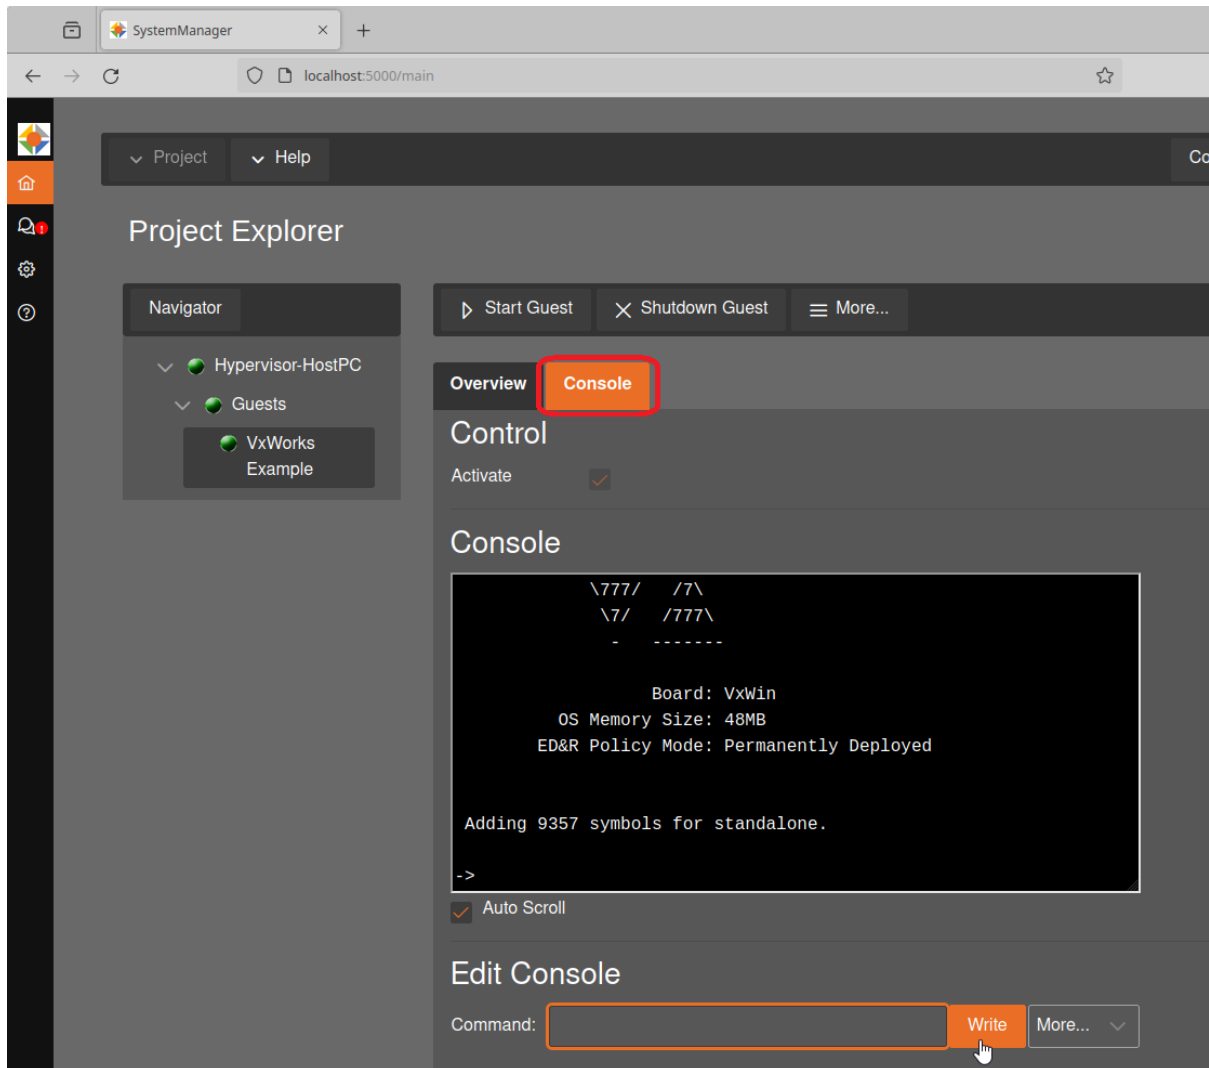 SystemManager
localhost:5000/main
Project
Help
Co
Project Explorer
Navigator
Start Guest
Shutdown Guest
More...
Hypervisor-HostPC
Guests
VxWorks
Example
Overview
Console
Control
Activate
Console
\777/   /7\
\7/   /777\
-   -------
Board: VxWin
OS Memory Size: 48MB
ED&R Policy Mode: Permanently Deployed
Adding 9357 symbols for standalone.
->
Auto Scroll
Edit Console
Command:
Write
More...